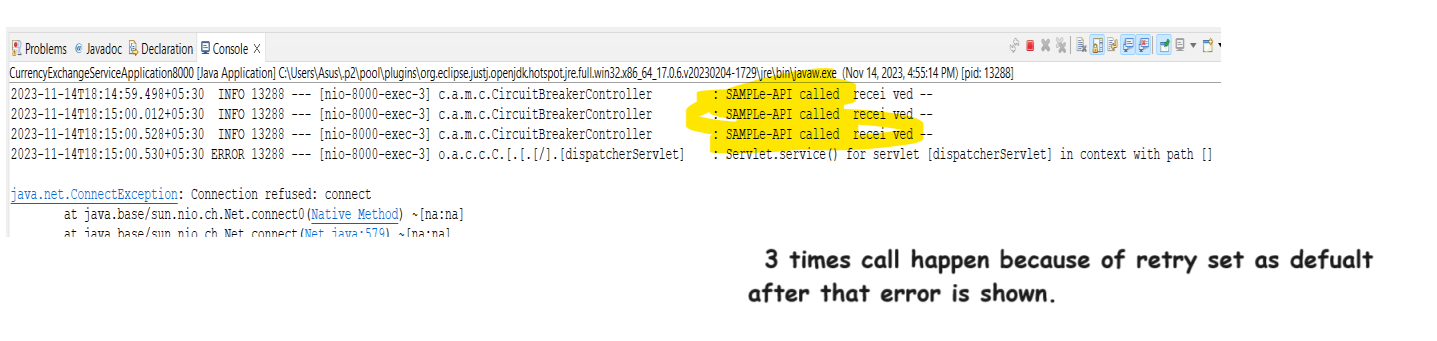 Problems @ Javadoc Declaration Console ×
CurrencyExchangeServiceApplication8000 [Java Application] C:\Users\Asus\.p2\pool\plugins\org.eclipse.justj.openjdk.hotspot.jre.full.win32.x86_64_17.0.6.v20230204-1729\jre\bin\javaw.exe (Nov 14, 2023, 4:55:14 PM) [pid: 13288]
2023-11-14T18:14:59.498+05:30  INFO 13288 --- [nio-8000-exec-3] c.a.m.c.CircuitBreakerController         : SAMPLe-API called  recei ved --
2023-11-14T18:15:00.012+05:30  INFO 13288 --- [nio-8000-exec-3] c.a.m.c.CircuitBreakerController         : SAMPLe-API called  recei ved --
2023-11-14T18:15:00.528+05:30  INFO 13288 --- [nio-8000-exec-3] c.a.m.c.CircuitBreakerController         : SAMPLe-API called  recei ved --
2023-11-14T18:15:00.530+05:30 ERROR 13288 --- [nio-8000-exec-3] o.a.c.c.C.[.[.[/].[dispatcherServlet]    : Servlet.service() for servlet [dispatcherServlet] in context with path []
java.net.ConnectException: Connection refused: connect
at java.base/sun.nio.ch.Net.connect0(Native Method) ~[na:na]
at java.base/sun.nio.ch.Net.connect(Net.java:579) ~[na:na]
3 times call happen because of retry set as defualt
after that error is shown.